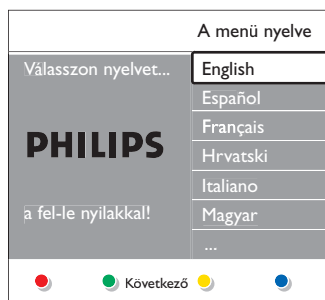 A menü nyelve
Válasszon nyelvet...
PHILIPS
a fel-le nyilakkal!
English
Español
Français
Hrvatski
Italiano
Magyar
...
Következő